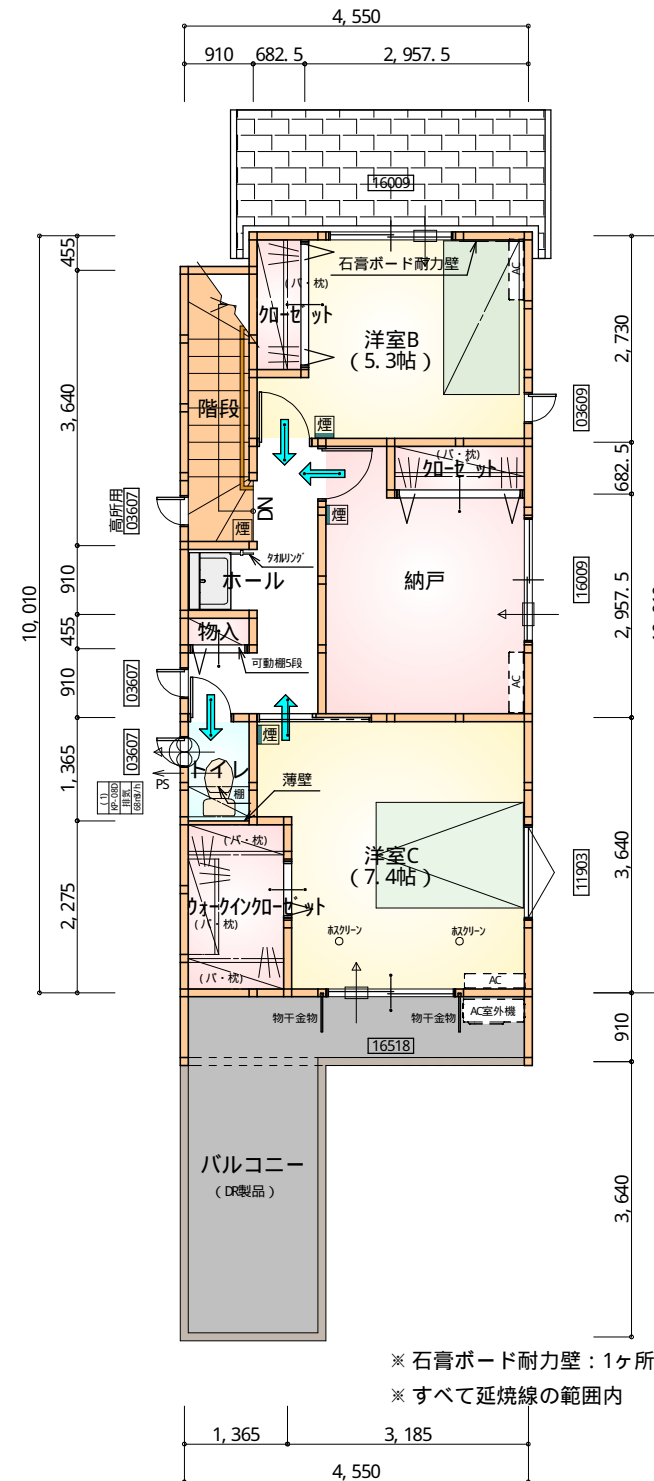 4,550
910
682.5
2,957.5
16009
455
3,640
10,010
910
455
910
1,365
2,275
石膏ボード耐力壁
AC
(パ・枕)
クローゼット
洋室B
(5.3帖)
2,730
03609
階段
煙
(パ・枕)
クローゼット
682.5
高所用
03607
DN
煙
煙
タオルリング
ホール
納戸
16009
2,957.5
物入
可動棚5段
03607
AC
煙
03607
トイレ
PS
(1)
KP-08D
排気
68m³/h
棚
薄壁
(パ・枕)
洋室C
(7.4帖)
11903
3,640
ウォークインクローゼット
(パ・枕)
ホスクリーン
ホスクリーン
(パ・枕)
AC
物干金物
物干金物
AC室外機
16518
910
バルコニー
(DR製品)
3,640
※ 石膏ボード耐力壁:1ヶ所
※ すべて延焼線の範囲内
1,365
3,185
4,550